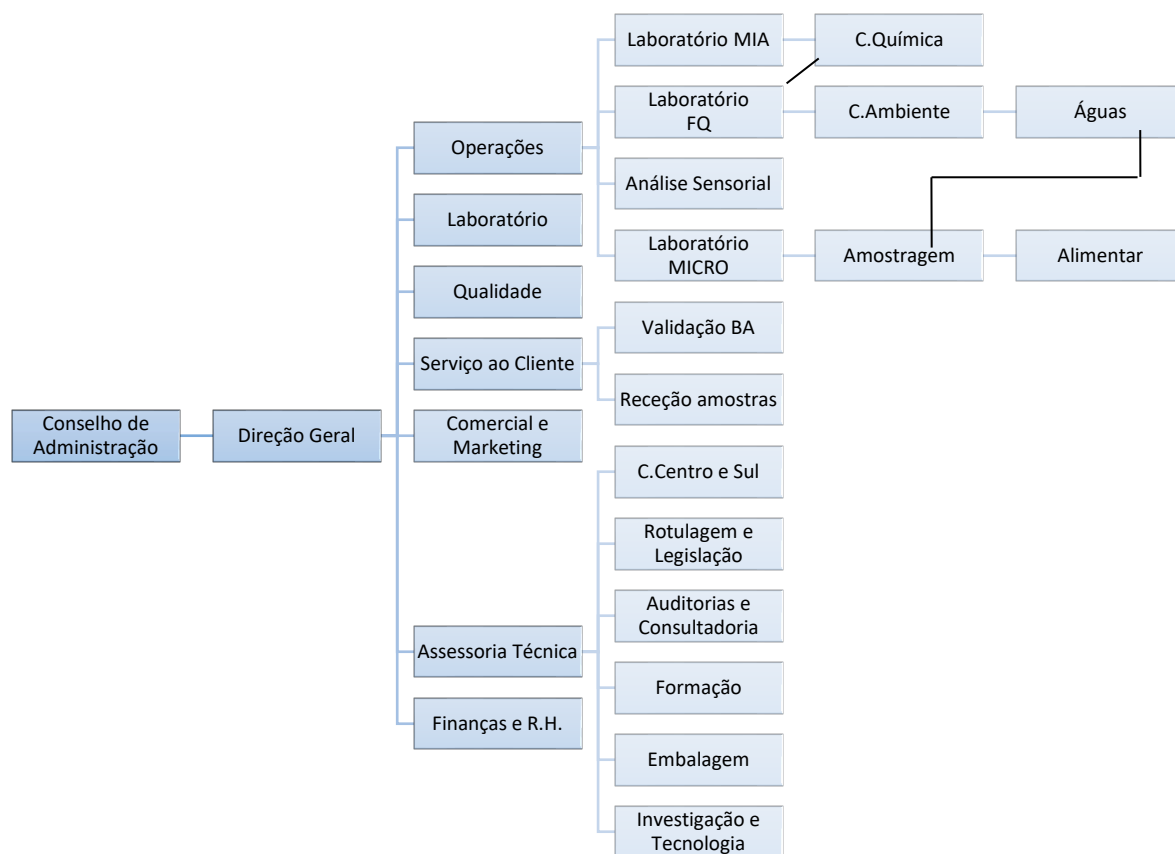 Conselho de
Administração
Direção Geral
Operações
Laboratório
Qualidade
Serviço ao Cliente
Comercial e
Marketing
Assessoria Técnica
Finanças e R.H.
Laboratório MIA
Laboratório
FQ
Análise Sensorial
Laboratório
MICRO
Validação BA
Receção amostras
C.Centro e Sul
Rotulagem e
Legislação
Auditorias e
Consultadoria
Formação
Embalagem
Investigação e
Tecnologia
C.Química
C.Ambiente
Amostragem
Águas
Alimentar